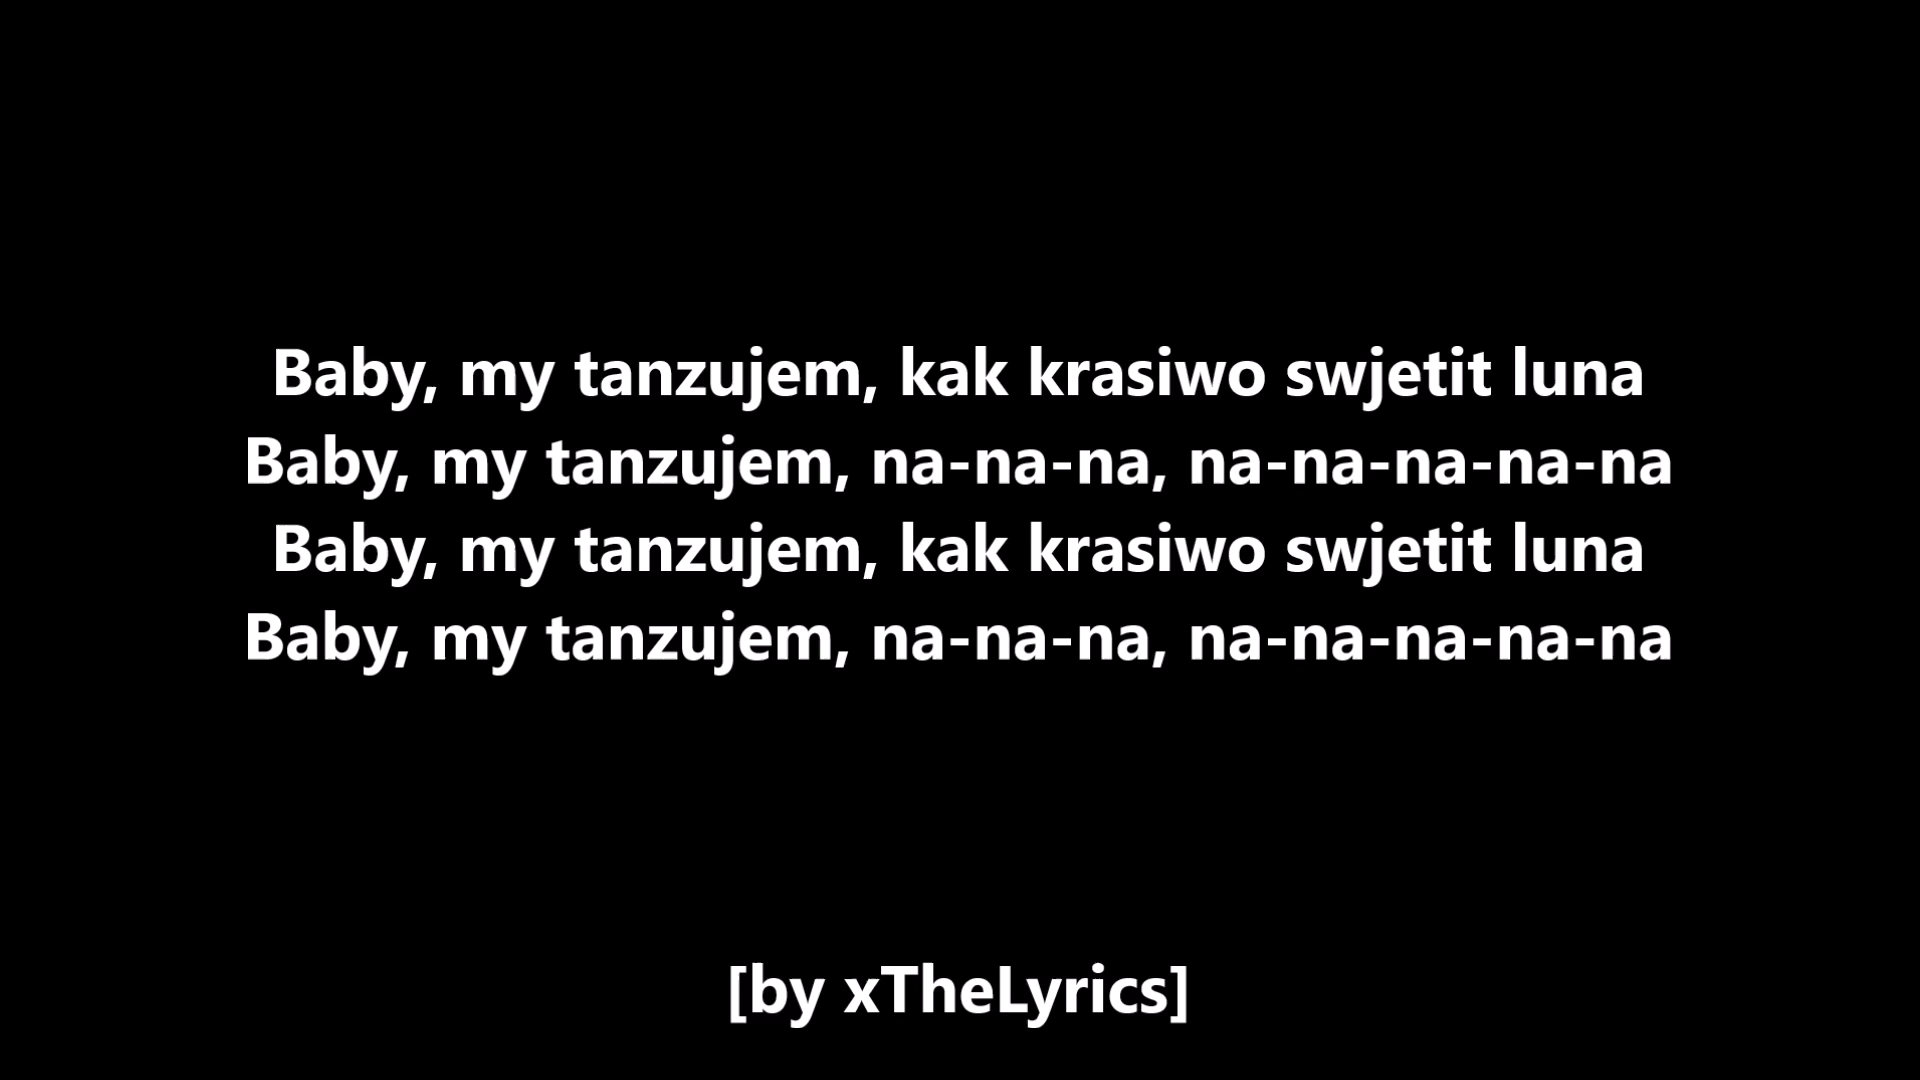 Baby, my tanzujem, kak krasiwo swjetit luna
Baby, my tanzujem, na-na-na, na-na-na-na-na
Baby, my tanzujem, kak krasiwo swjetit luna
Baby, my tanzujem, na-na-na, na-na-na-na-na
[by xTheLyrics]